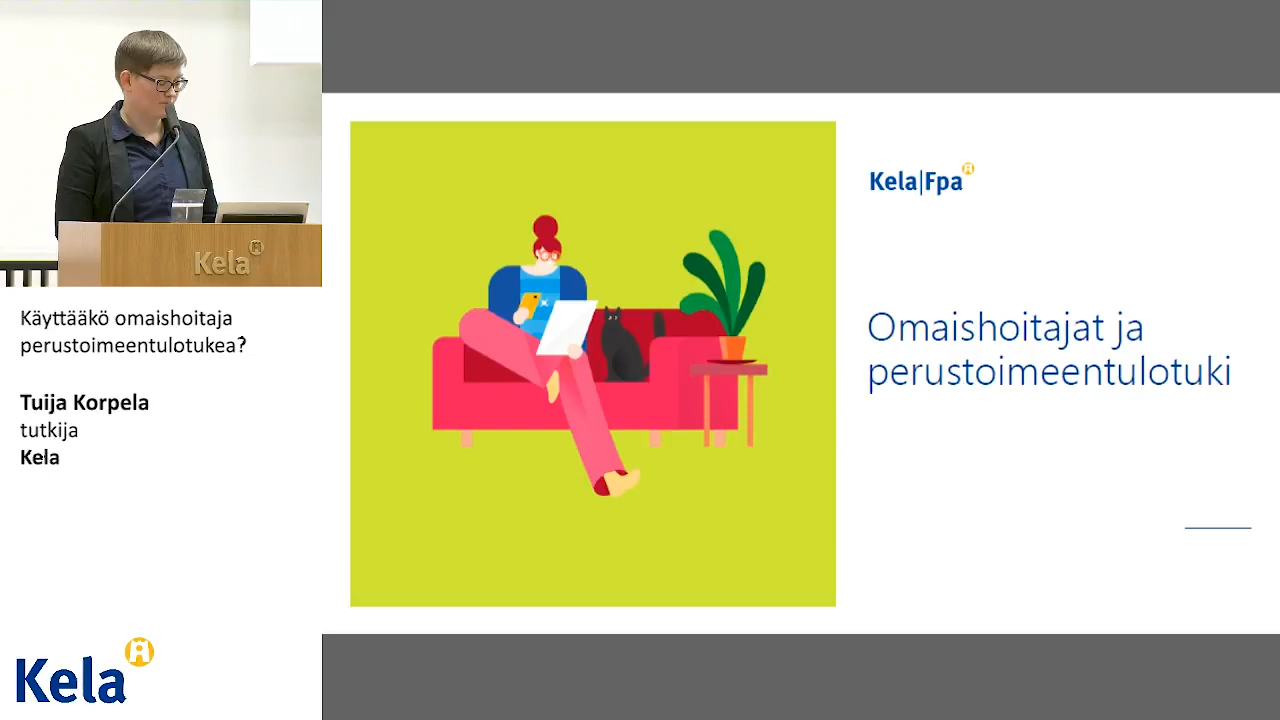 Kela
Käyttääkö omaishoitaja
perustoimeentulotukea?
Tuija Korpela
tutkija
Kela
Kela
Kela|Fpa
Omaishoitajat ja
perustoimeentulotuki